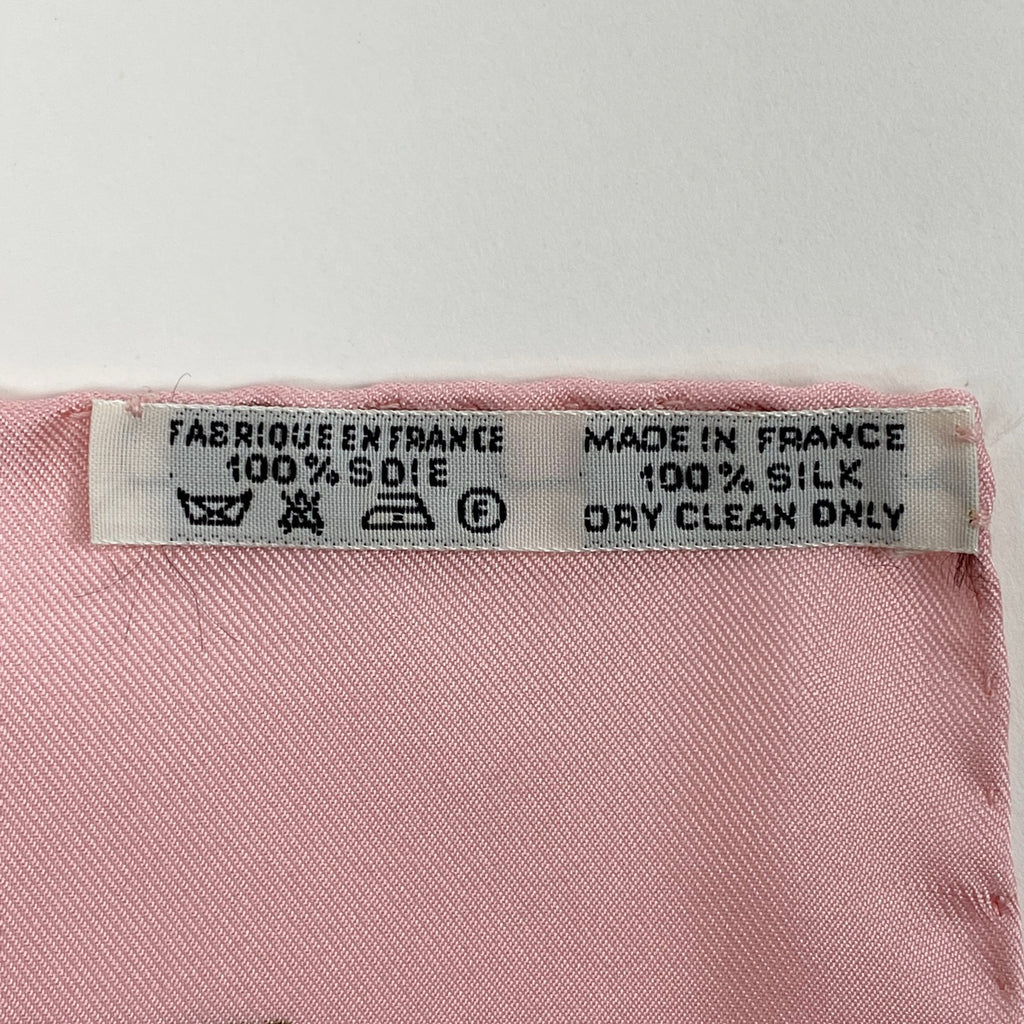 FABRIQUE EN FRANCE
100% SOIE
F
MADE IN FRANCE
100% SILK
DRY CLEAN ONLY